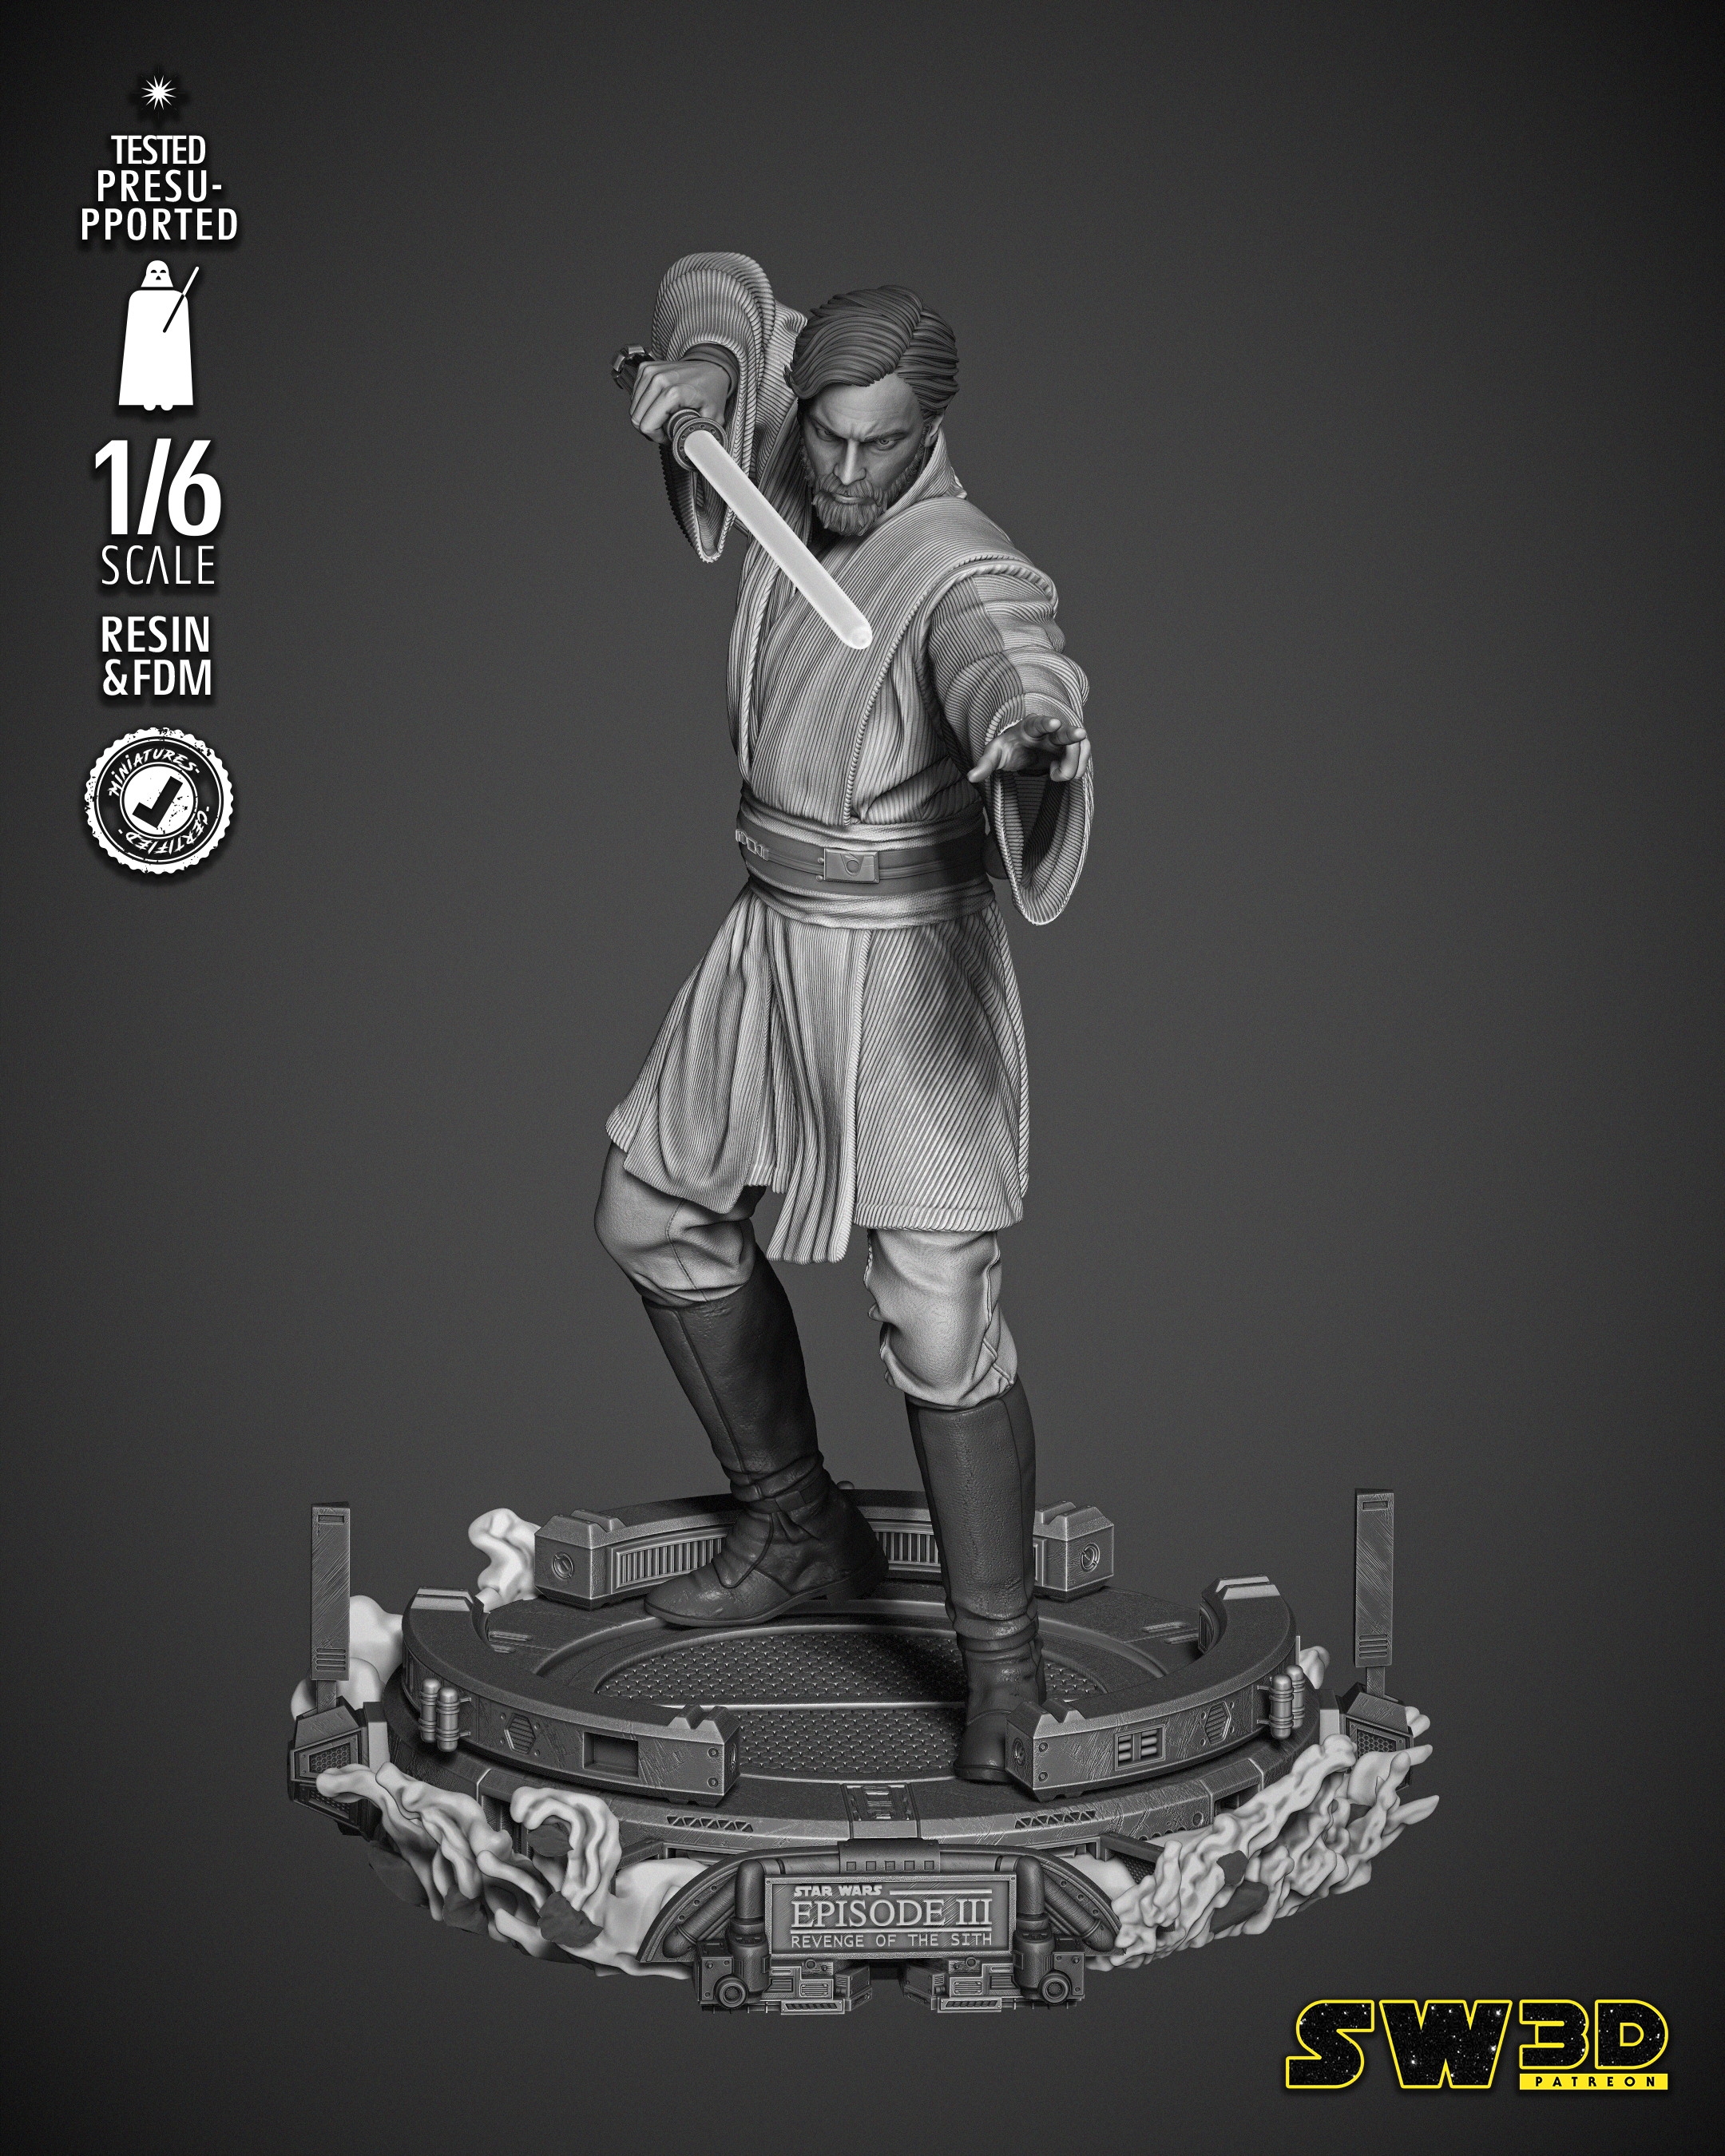 TESTED
PRESU-
PPORTED
1/6
SCALE
RESIN
&FDM
MINIATURES
CERTIFIED
STAR WARS
EPISODE III
REVENGE OF THE SITH
SW3D
PATREON